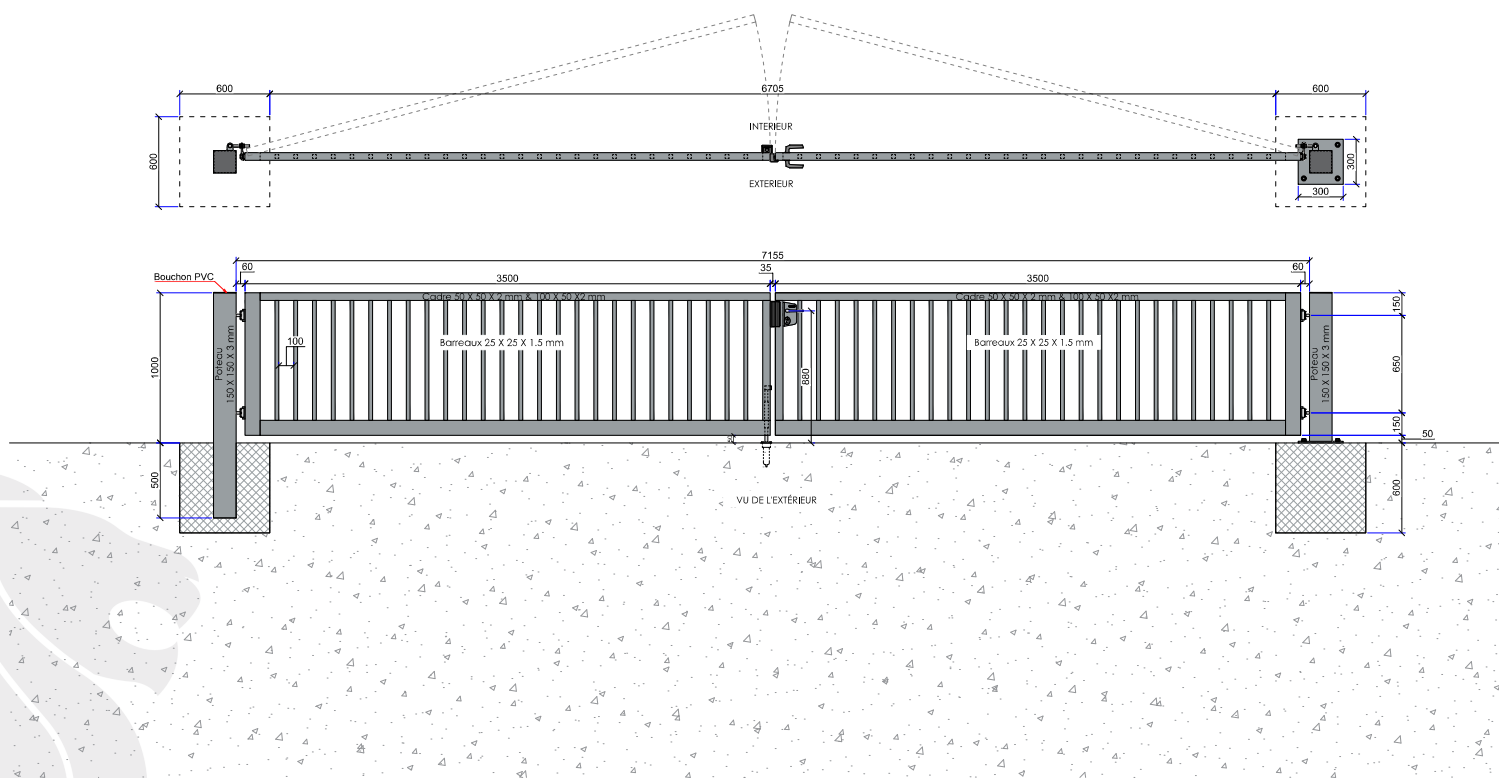 600
6705
600
INTERIEUR
600
EXTERIEUR
300
300
7155
60
3500
35
3500
60
Bouchon PVC
Cadre 50 X 50 X 2 mm & 100 X 50 X2 mm
Cadre 50 X 50 X 2 mm & 100 X 50 X2 mm
150
100
Barreaux 25 X 25 X 1.5 mm
Barreaux 25 X 25 X 1.5 mm
1000
Poteau
150 X 150 X 3 mm
880
Poteau
150 X 150 X 3 mm
650
150
50
500
VU DE L'EXTÉRIEUR
600